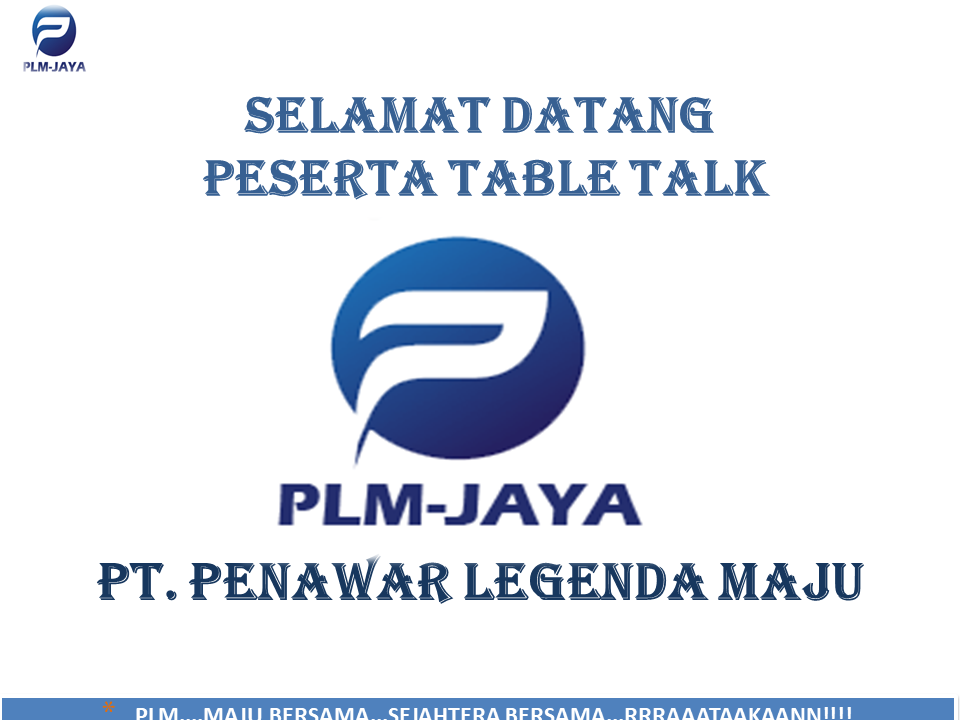 PLM-JAYA
SELAMAT DATANG
PESERTA TABLE TALK
PLM-JAYA
PT. PENAWAR LEGENDA MAJU
* PLM....MAJU BERSAMA...SEJAHTERA BERSAMA...RRRAAATAAKAANN!!!!